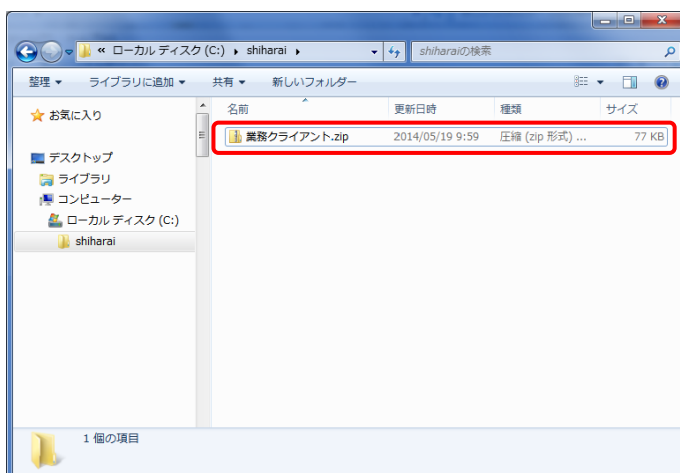 « ローカル ディスク (C:) ▸ shiharai ▸
shiharaiの検索
整理 ▼ ライブラリに追加 ▼ 共有 ▼ 新しいフォルダー
お気に入り
デスクトップ
ライブラリ
コンピューター
ローカル ディスク (C:)
shiharai
名前 更新日時 種類 サイズ
業務クライアント.zip 2014/05/19 9:59 圧縮 (zip 形式) ... 77 KB
1 個の項目